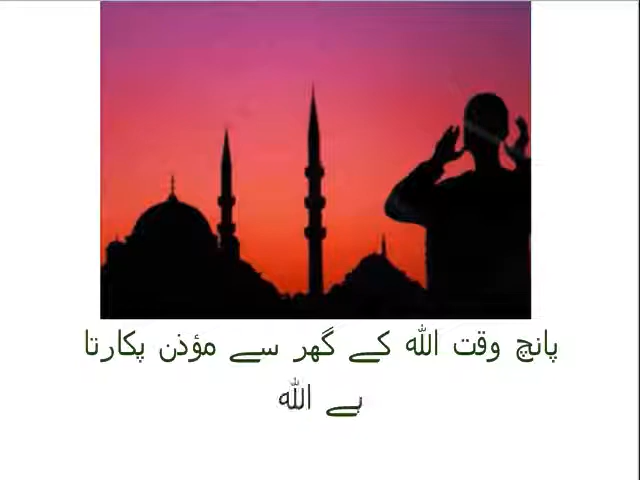 پانچ وقت اللہ کے گھر سے مؤذن پکارتا
ہے اللہ